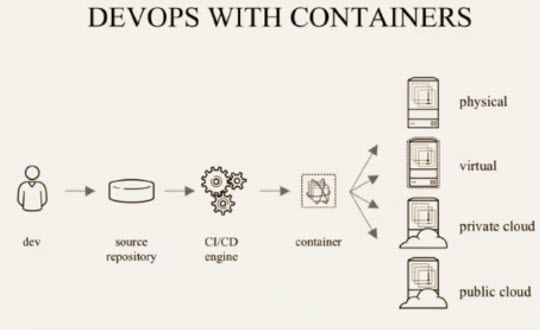 DEVOPS WITH CONTAINERS
physical
virtual
private cloud
public cloud
dev
source
repository
CI/CD
engine
container